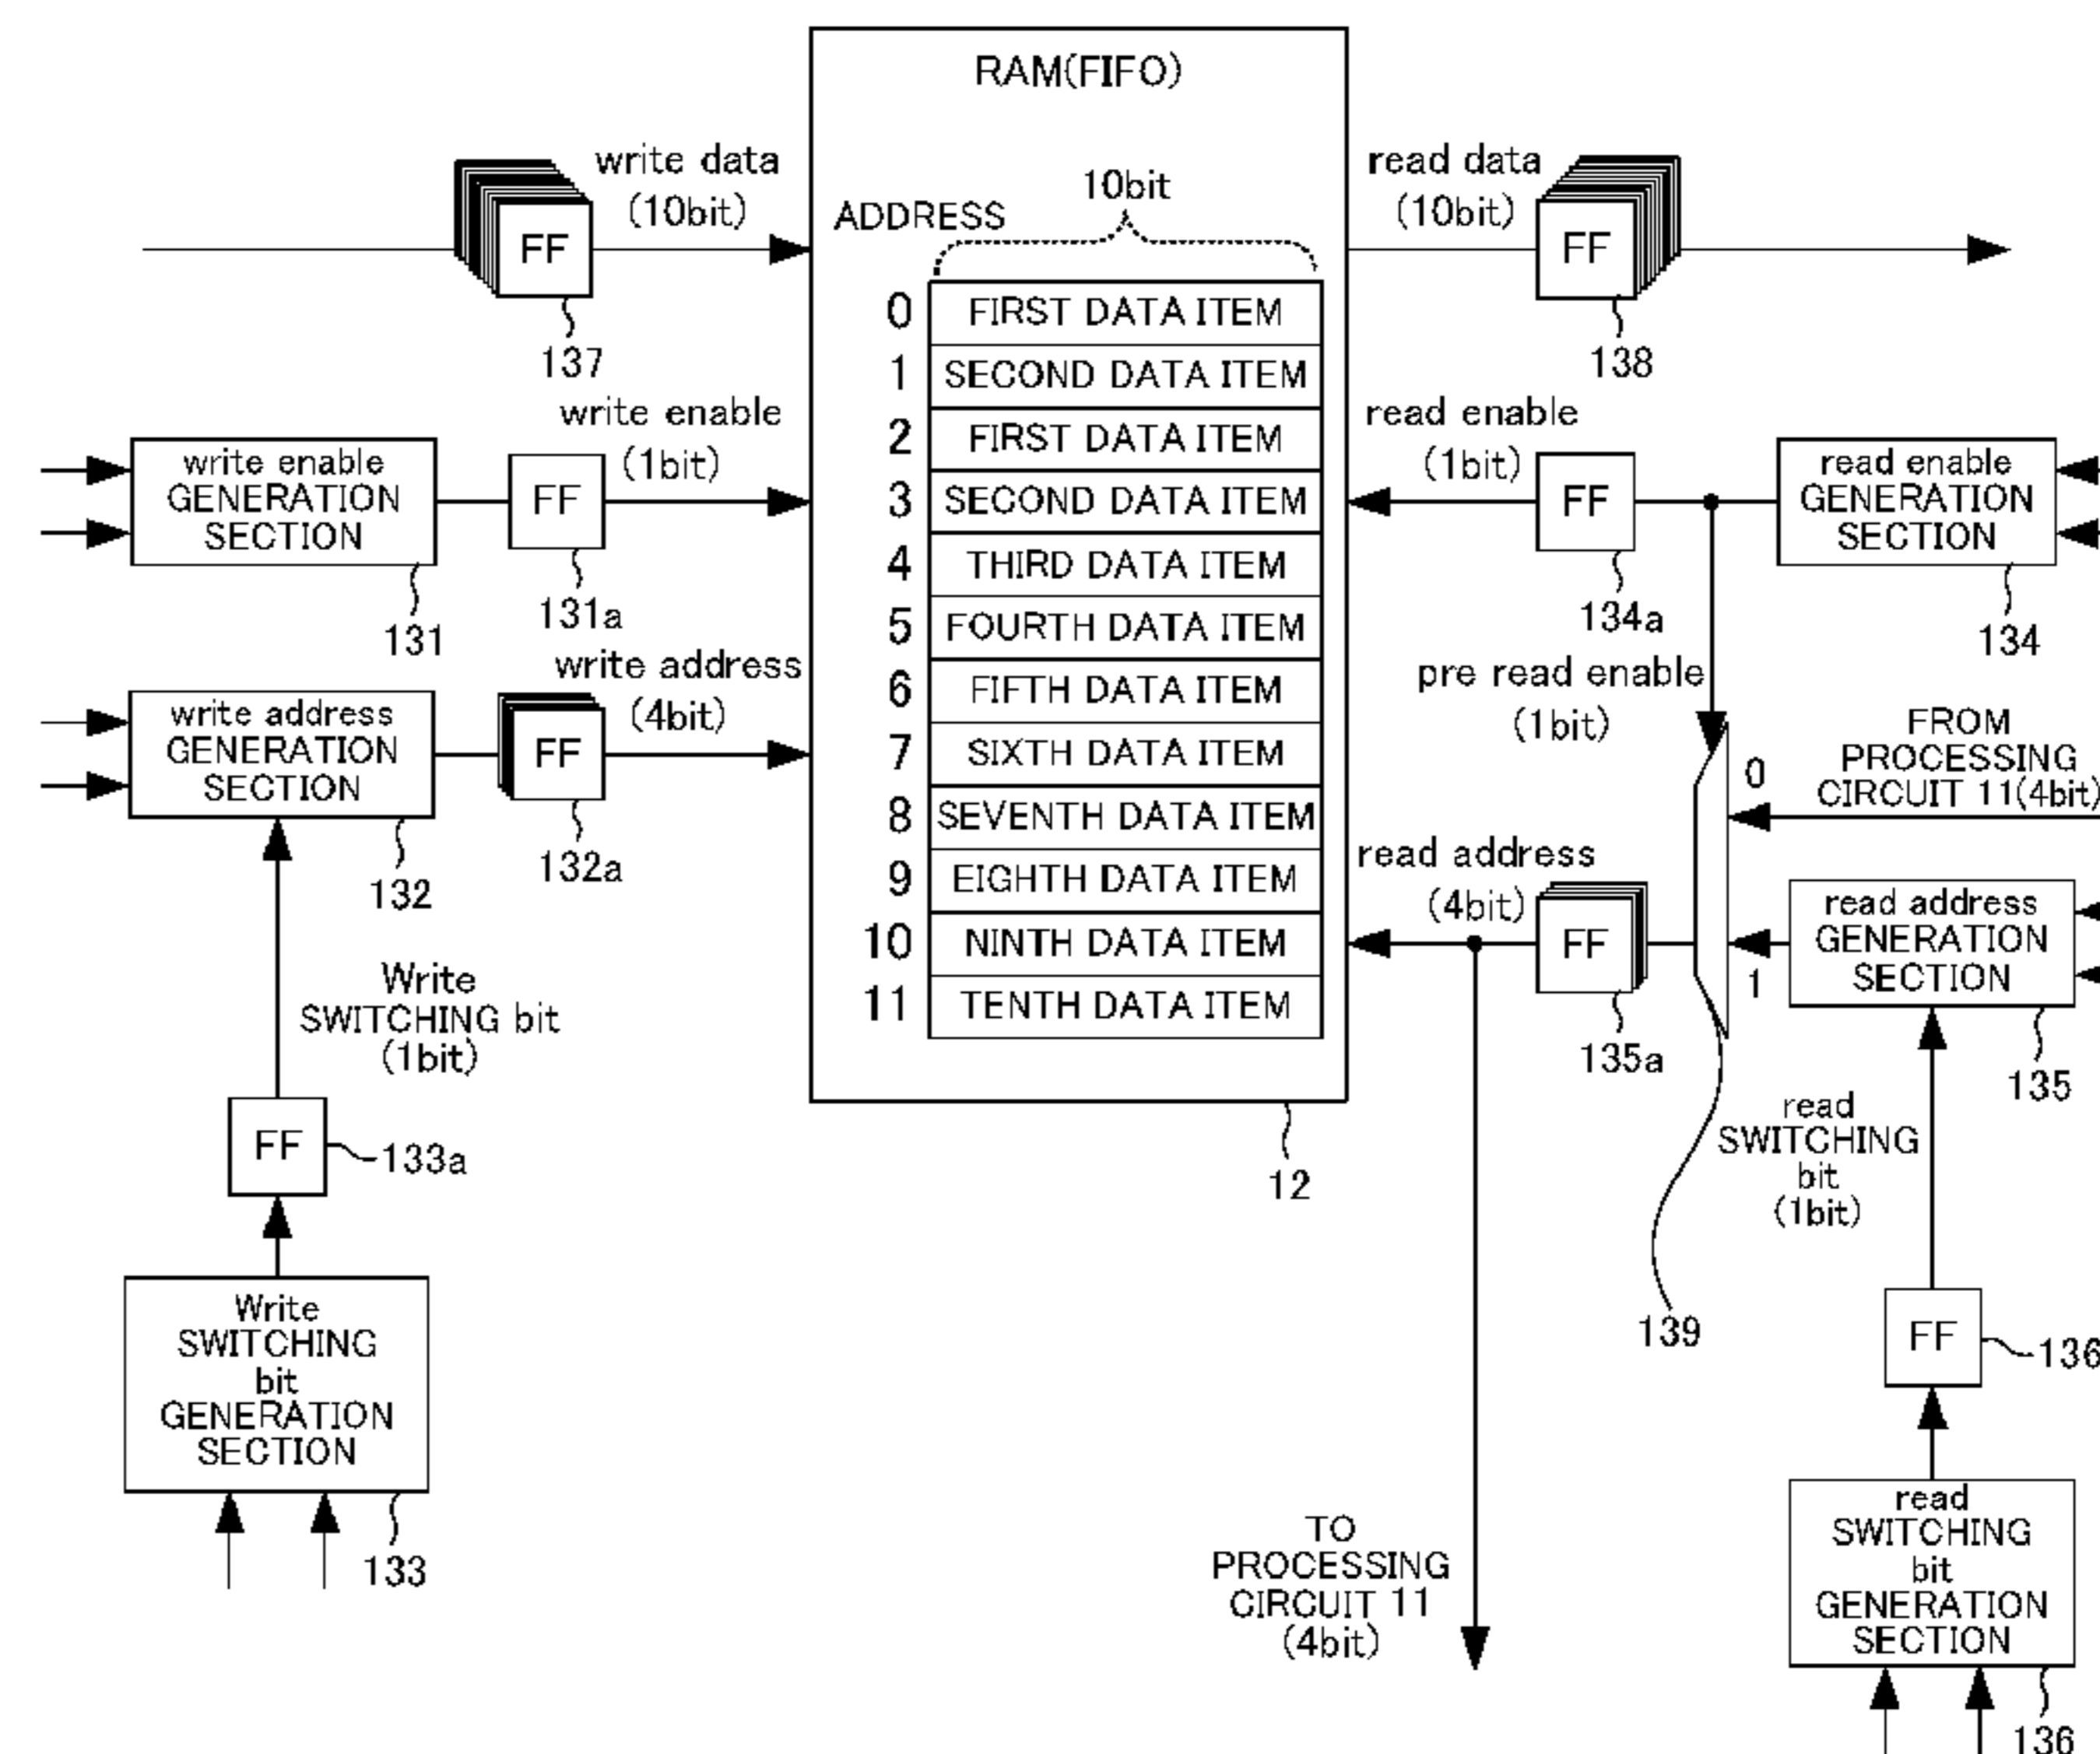 RAM(FIFO)
write data
(10bit)
FF
137
ADDRESS
10bit
read data
(10bit)
FF
138
0 FIRST DATA ITEM
1 SECOND DATA ITEM
2 FIRST DATA ITEM
3 SECOND DATA ITEM
4 THIRD DATA ITEM
5 FOURTH DATA ITEM
6 FIFTH DATA ITEM
7 SIXTH DATA ITEM
8 SEVENTH DATA ITEM
9 EIGHTH DATA ITEM
10 NINTH DATA ITEM
11 TENTH DATA ITEM
12
write enable
(1bit)
write enable
GENERATION
SECTION
131
FF
131a
write address
(4bit)
write address
GENERATION
SECTION
132
FF
132a
Write
SWITCHING bit
(1bit)
FF
133a
Write
SWITCHING
bit
GENERATION
SECTION
133
read enable
(1bit)
FF
134a
read enable
GENERATION
SECTION
134
pre read enable
(1bit)
0
FROM
PROCESSING
CIRCUIT 11(4bit)
read address
(4bit)
FF
135a
1
read address
GENERATION
SECTION
135
139
read
SWITCHING
bit
(1bit)
FF
136
read
SWITCHING
bit
GENERATION
SECTION
136
TO
PROCESSING
CIRCUIT 11
(4bit)